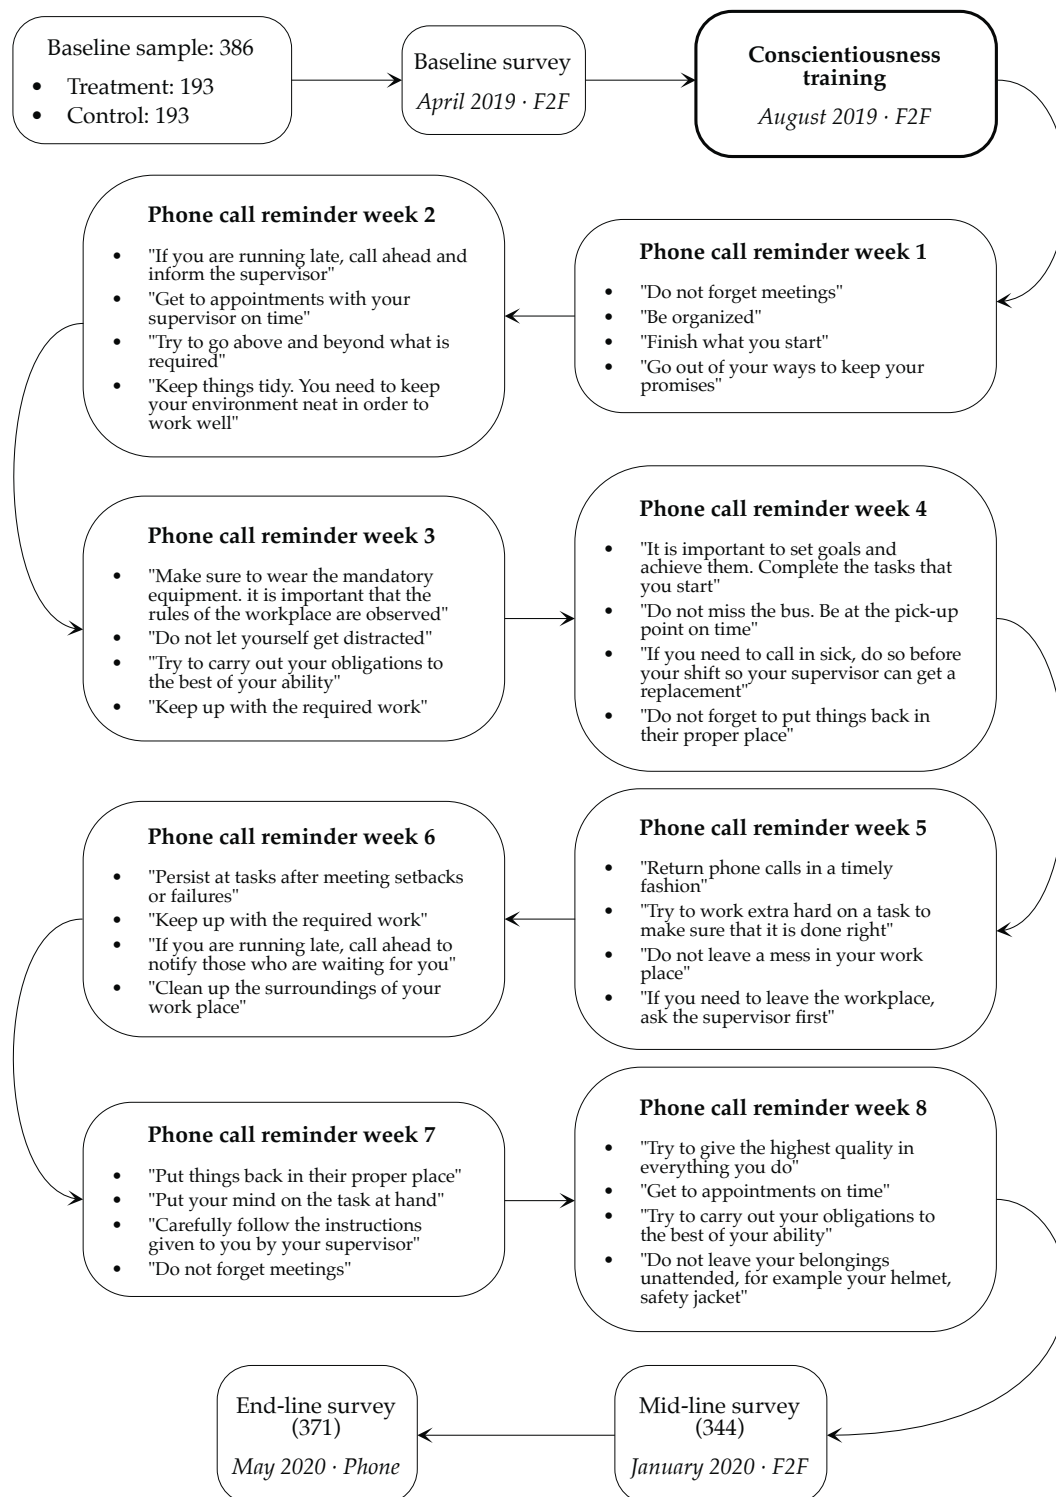 Baseline sample: 386
• Treatment: 193
• Control: 193
Baseline survey
April 2019 · F2F
Conscientiousness
training
August 2019 · F2F
Phone call reminder week 1
• "Do not forget meetings"
• "Be organized"
• "Finish what you start"
• "Go out of your ways to keep your
promises"
Phone call reminder week 2
• "If you are running late, call ahead and
inform the supervisor"
• "Get to appointments with your
supervisor on time"
• "Try to go above and beyond what is
required"
• "Keep things tidy. You need to keep
your environment neat in order to
work well"
Phone call reminder week 3
• "Make sure to wear the mandatory
equipment. it is important that the
rules of the workplace are observed"
• "Do not let yourself get distracted"
• "Try to carry out your obligations to
the best of your ability"
• "Keep up with the required work"
Phone call reminder week 4
• "It is important to set goals and
achieve them. Complete the tasks that
you start"
• "Do not miss the bus. Be at the pick-up
point on time"
• "If you need to call in sick, do so before
your shift so your supervisor can get a
replacement"
• "Do not forget to put things back in
their proper place"
Phone call reminder week 5
• "Return phone calls in a timely
fashion"
• "Try to work extra hard on a task to
make sure that it is done right"
• "Do not leave a mess in your work
place"
• "If you need to leave the workplace,
ask the supervisor first"
Phone call reminder week 6
• "Persist at tasks after meeting setbacks
or failures"
• "Keep up with the required work"
• "If you are running late, call ahead to
notify those who are waiting for you"
• "Clean up the surroundings of your
work place"
Phone call reminder week 7
• "Put things back in their proper place"
• "Put your mind on the task at hand"
• "Carefully follow the instructions
given to you by your supervisor"
• "Do not forget meetings"
Phone call reminder week 8
• "Try to give the highest quality in
everything you do"
• "Get to appointments on time"
• "Try to carry out your obligations to
the best of your ability"
• "Do not leave your belongings
unattended, for example your helmet,
safety jacket"
Mid-line survey
(344)
January 2020 · F2F
End-line survey
(371)
May 2020 · Phone